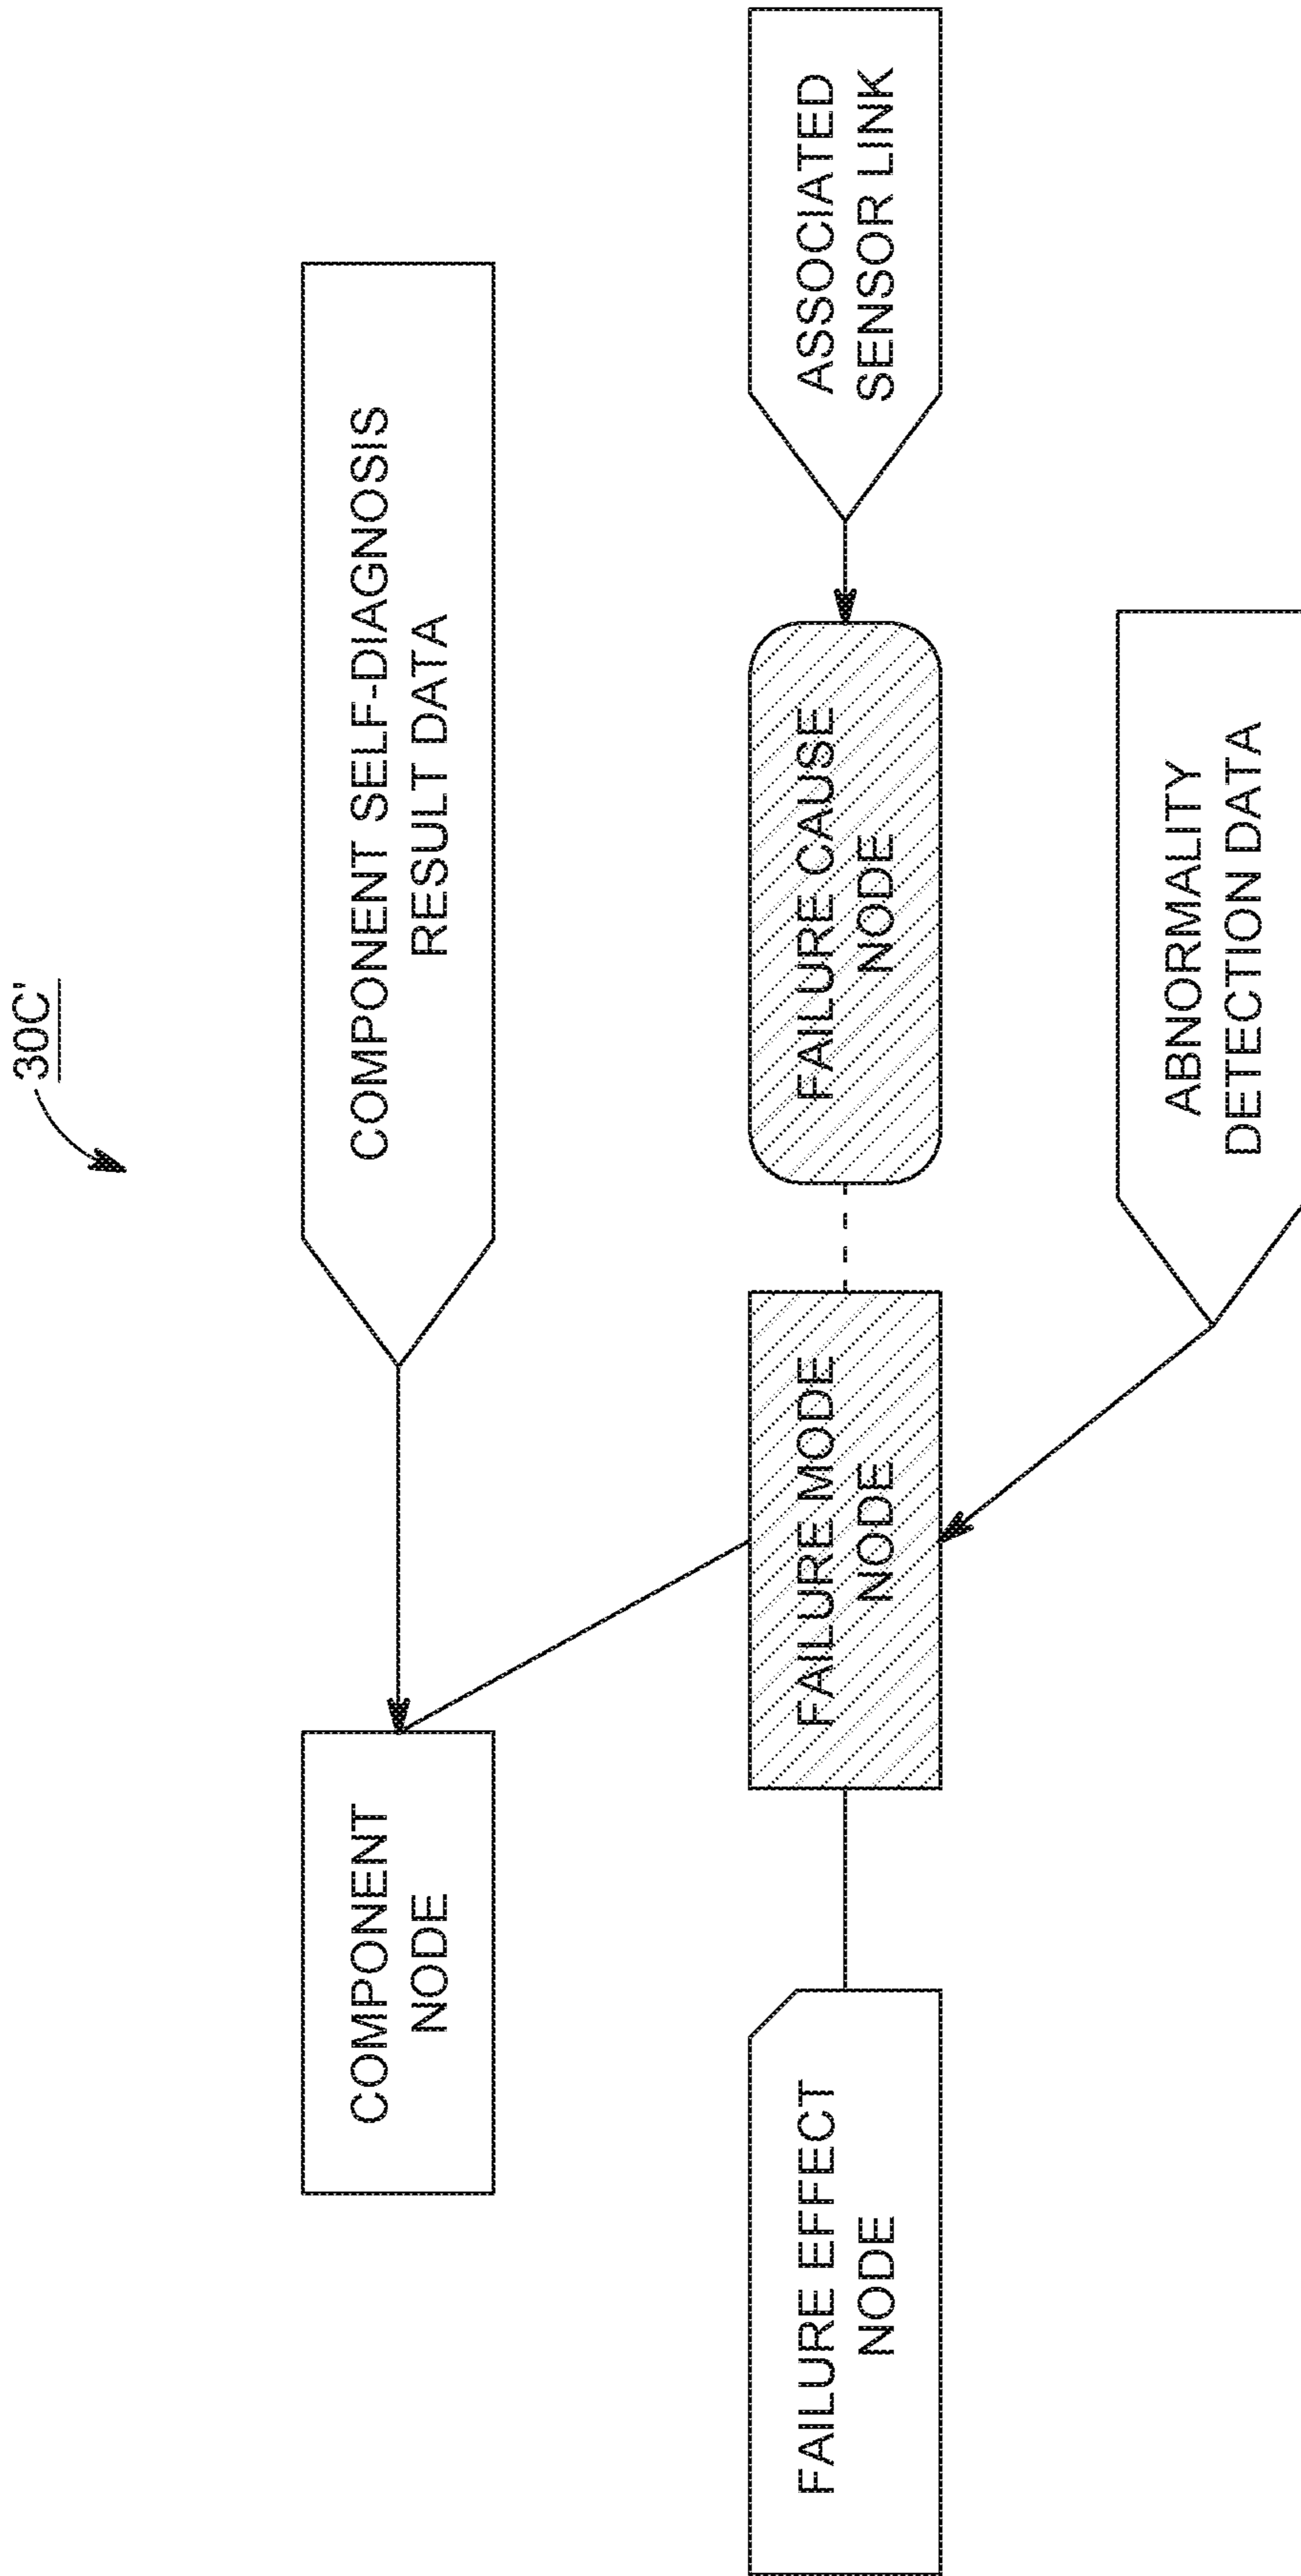 30C'
COMPONENT
NODE
COMPONENT SELF-DIAGNOSIS
RESULT DATA
FAILURE EFFECT
NODE
FAILURE MODE
NODE
FAILURE CAUSE
NODE
ASSOCIATED
SENSOR LINK
ABNORMALITY
DETECTION DATA